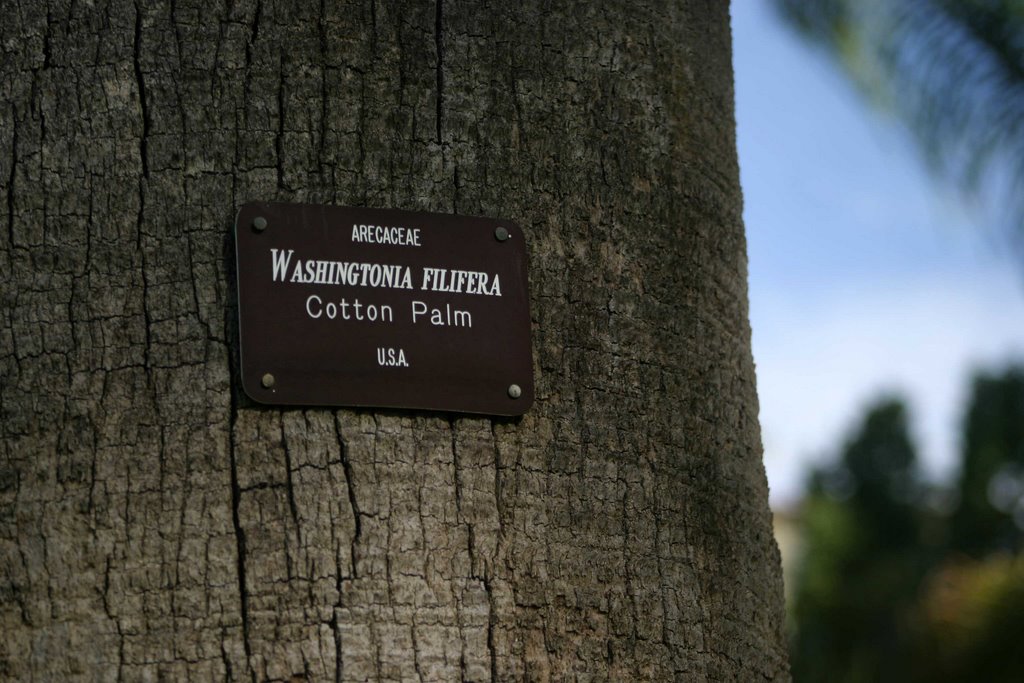 ARECACEAE
WASHINGTONIA FILIFERA
Cotton Palm
U.S.A.